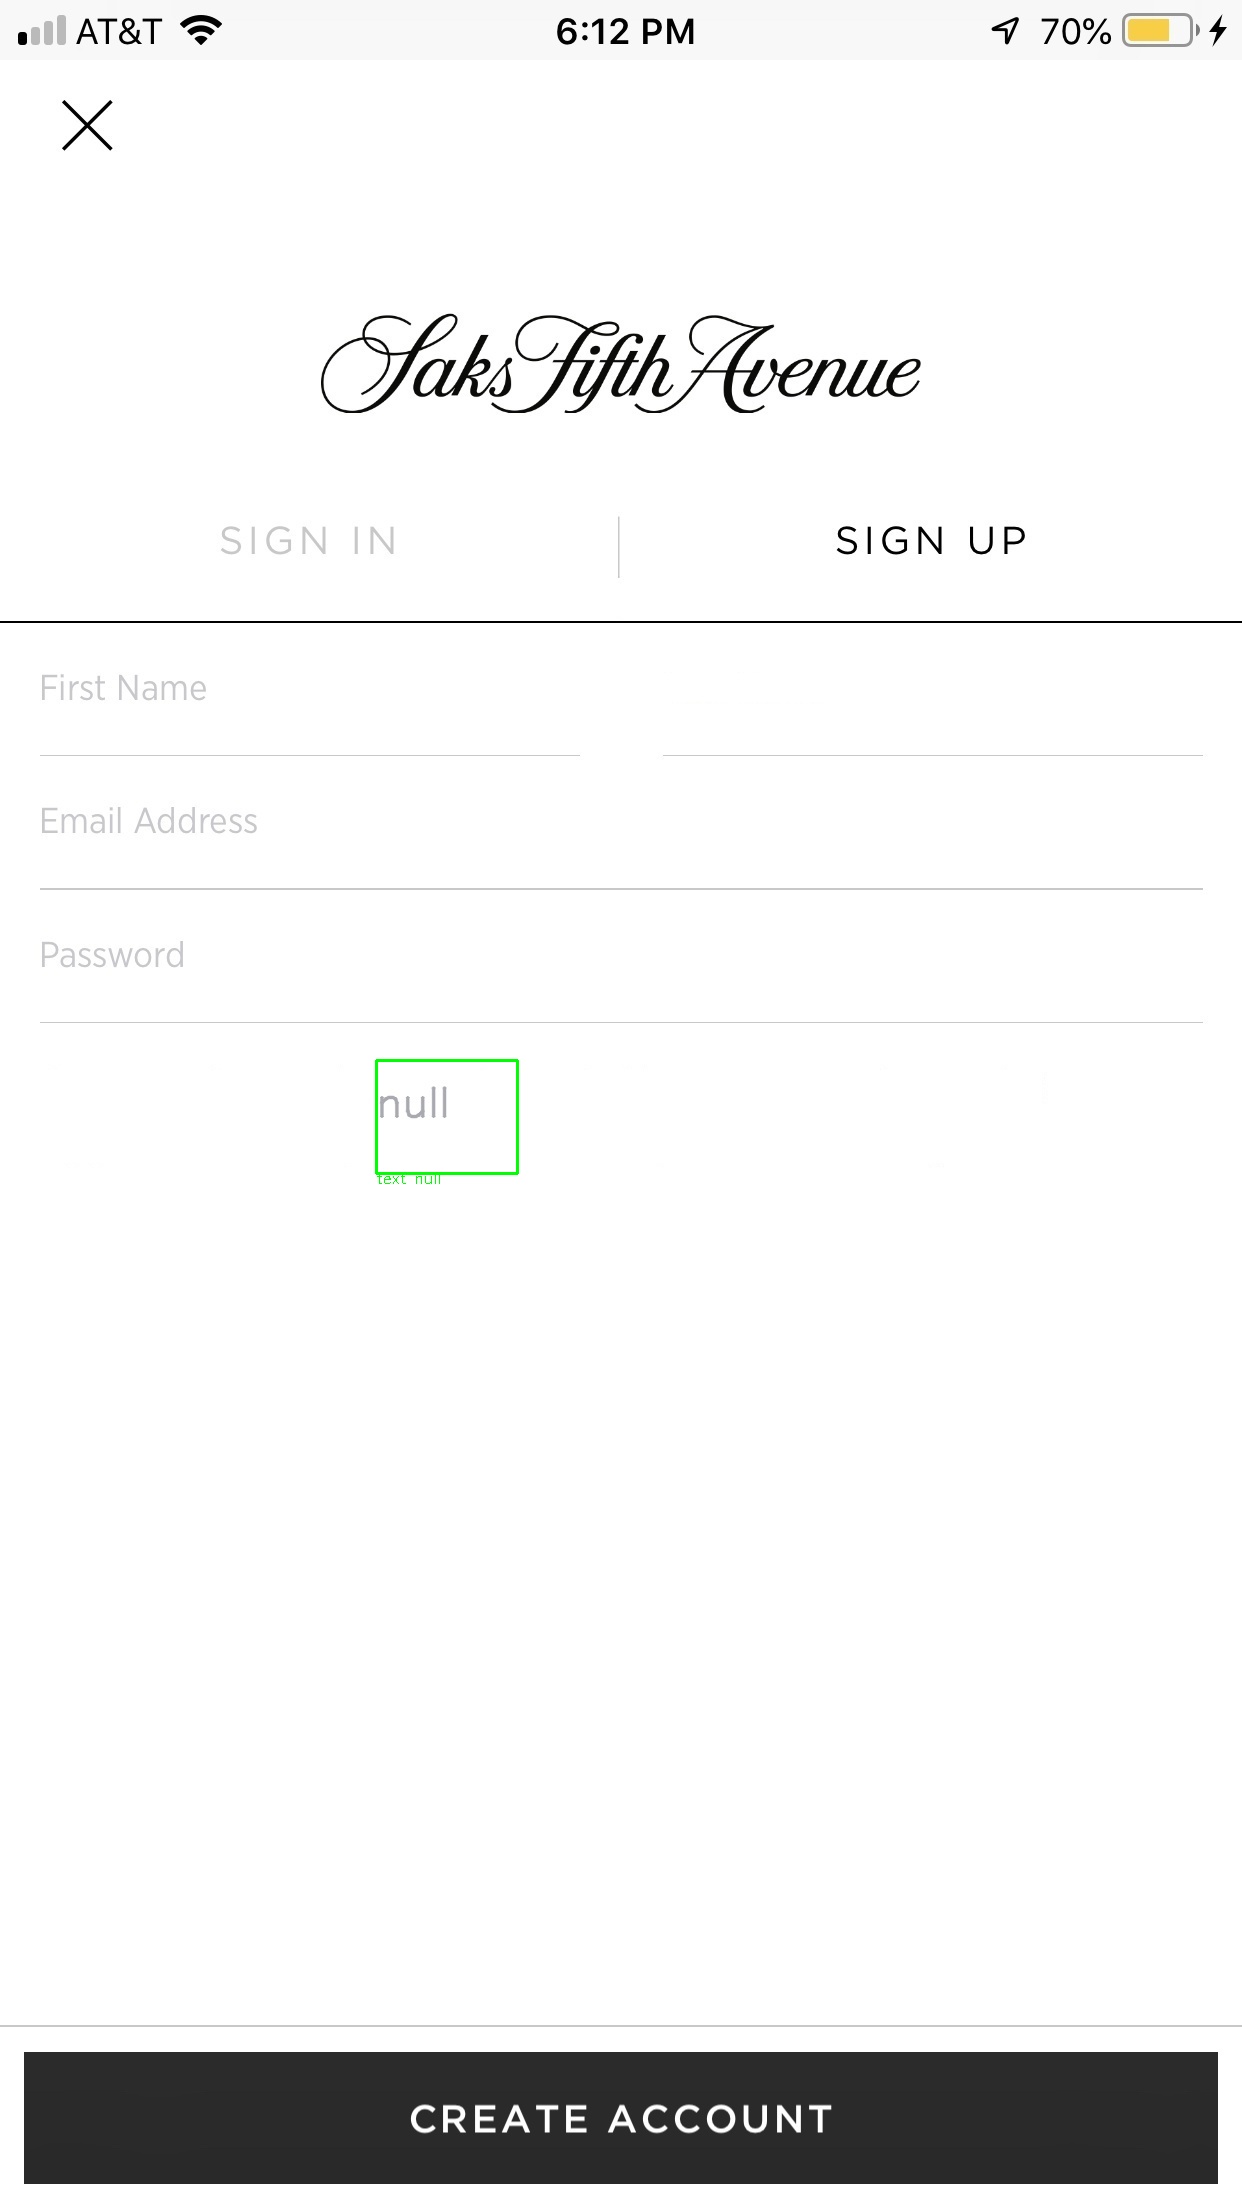 AT&T 6:12 PM 70%
Saks Fifth Avenue
SIGN IN SIGN UP
First Name
Email Address
Password
null
text null
CREATE ACCOUNT